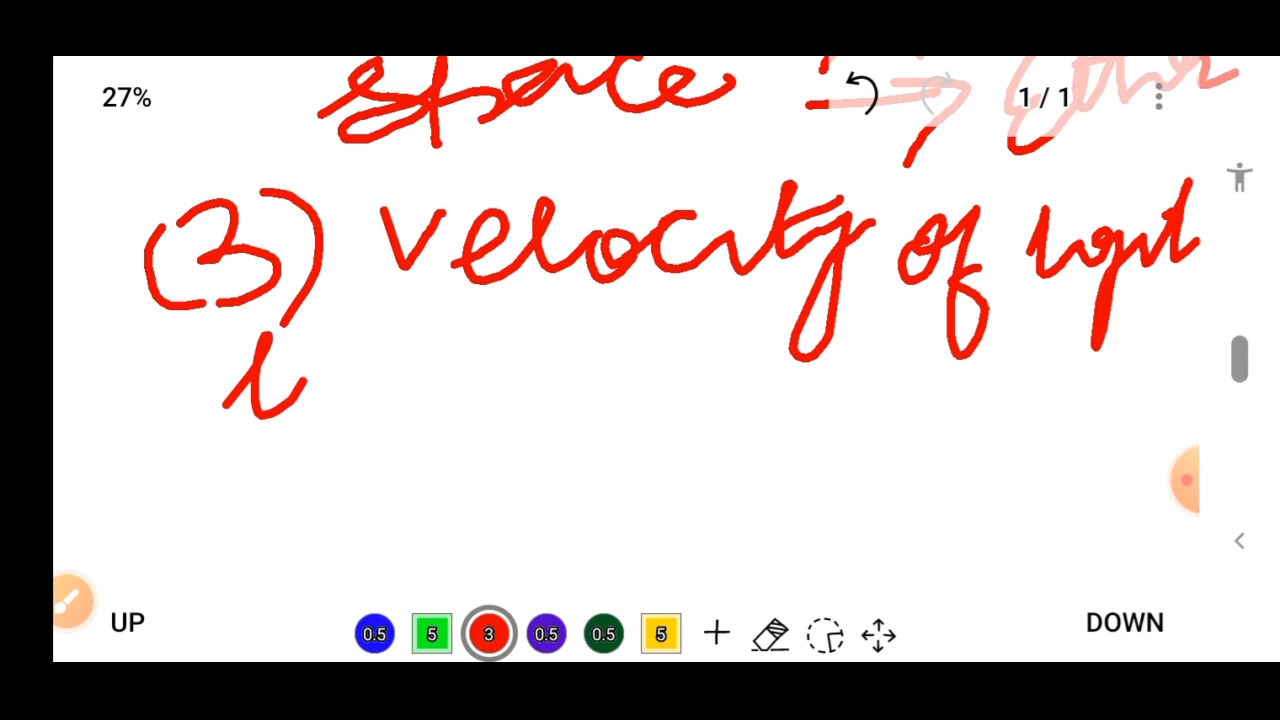 space → Ether
27% 1 / 1
(3) velocity of light
i
UP 0.5 5 3 0.5 0.5 5 DOWN